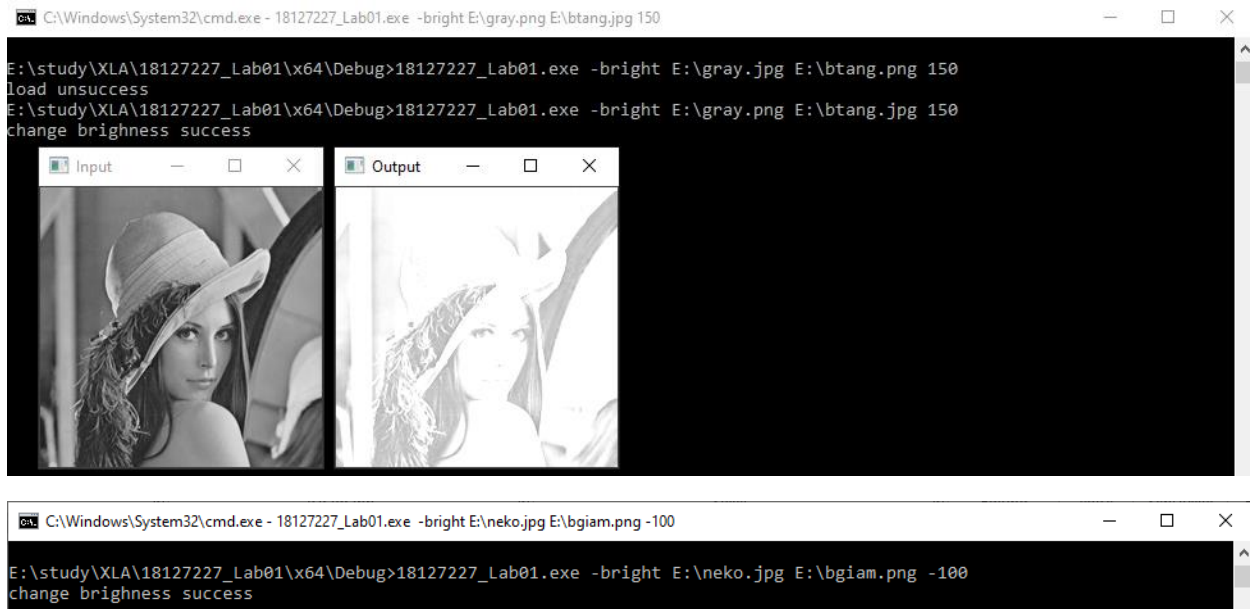 C:\Windows\System32\cmd.exe - 18127227_Lab01.exe -bright E:\gray.png E:\btang.jpg 150
E:\study\XLA\18127227_Lab01\x64\Debug>18127227_Lab01.exe -bright E:\gray.jpg E:\btang.png 150
load unsuccess
E:\study\XLA\18127227_Lab01\x64\Debug>18127227_Lab01.exe -bright E:\gray.png E:\btang.jpg 150
change brighness success
Input
Output
C:\Windows\System32\cmd.exe - 18127227_Lab01.exe -bright E:\neko.jpg E:\bgiam.png -100
E:\study\XLA\18127227_Lab01\x64\Debug>18127227_Lab01.exe -bright E:\neko.jpg E:\bgiam.png -100
change brighness success